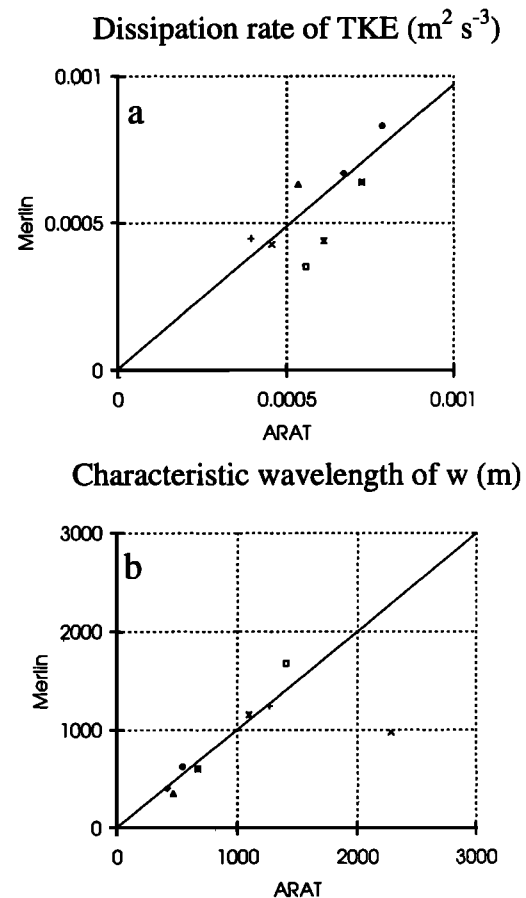 Dissipation rate of TKE (m² s⁻³)
0.001
a
Merlin
0.0005
0
0
0.0005
0.001
ARAT
Characteristic wavelength of w (m)
3000
b
2000
Merlin
1000
0
0
1000
2000
3000
ARAT